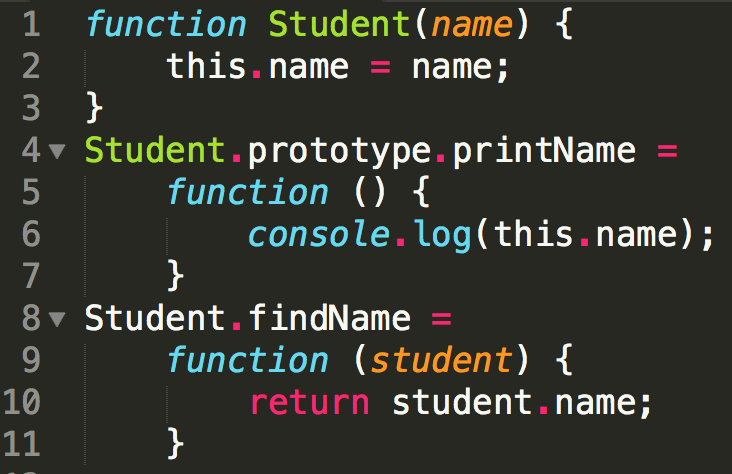 1 function Student(name) {
2     this.name = name;
3 }
4 Student.prototype.printName =
5     function () {
6         console.log(this.name);
7     }
8 Student.findName =
9     function (student) {
10         return student.name;
11     }